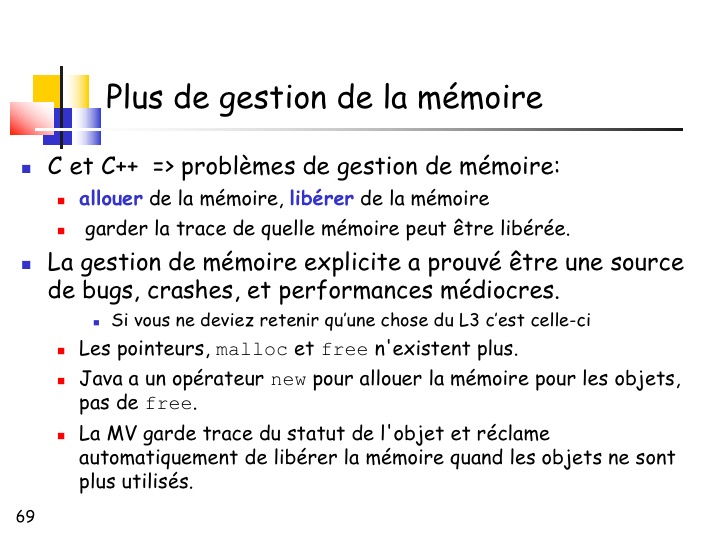 Plus de gestion de la mémoire
C et C++ => problèmes de gestion de mémoire:
allouer de la mémoire, libérer de la mémoire
garder la trace de quelle mémoire peut être libérée.
La gestion de mémoire explicite a prouvé être une source
de bugs, crashes, et performances médiocres.
Si vous ne deviez retenir qu’une chose du L3 c’est celle-ci
Les pointeurs, malloc et free n'existent plus.
Java a un opérateur new pour allouer la mémoire pour les objets,
pas de free.
La MV garde trace du statut de l'objet et réclame
automatiquement de libérer la mémoire quand les objets ne sont
plus utilisés.
69